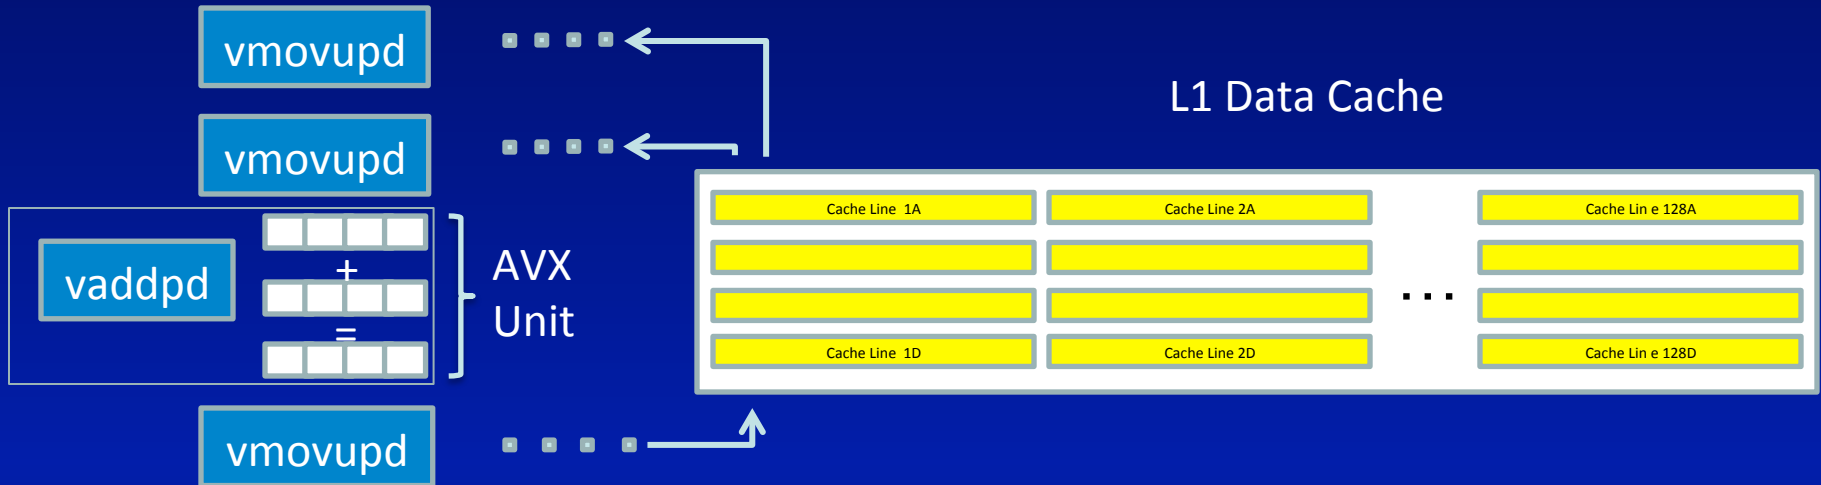 vmovupd
L1 Data Cache
vmovupd
Cache Line 1A
Cache Line 2A
Cache Lin e 128A
vaddpd
+
=
AVX
Unit
...
Cache Line 1D
Cache Line 2D
Cache Lin e 128D
vmovupd